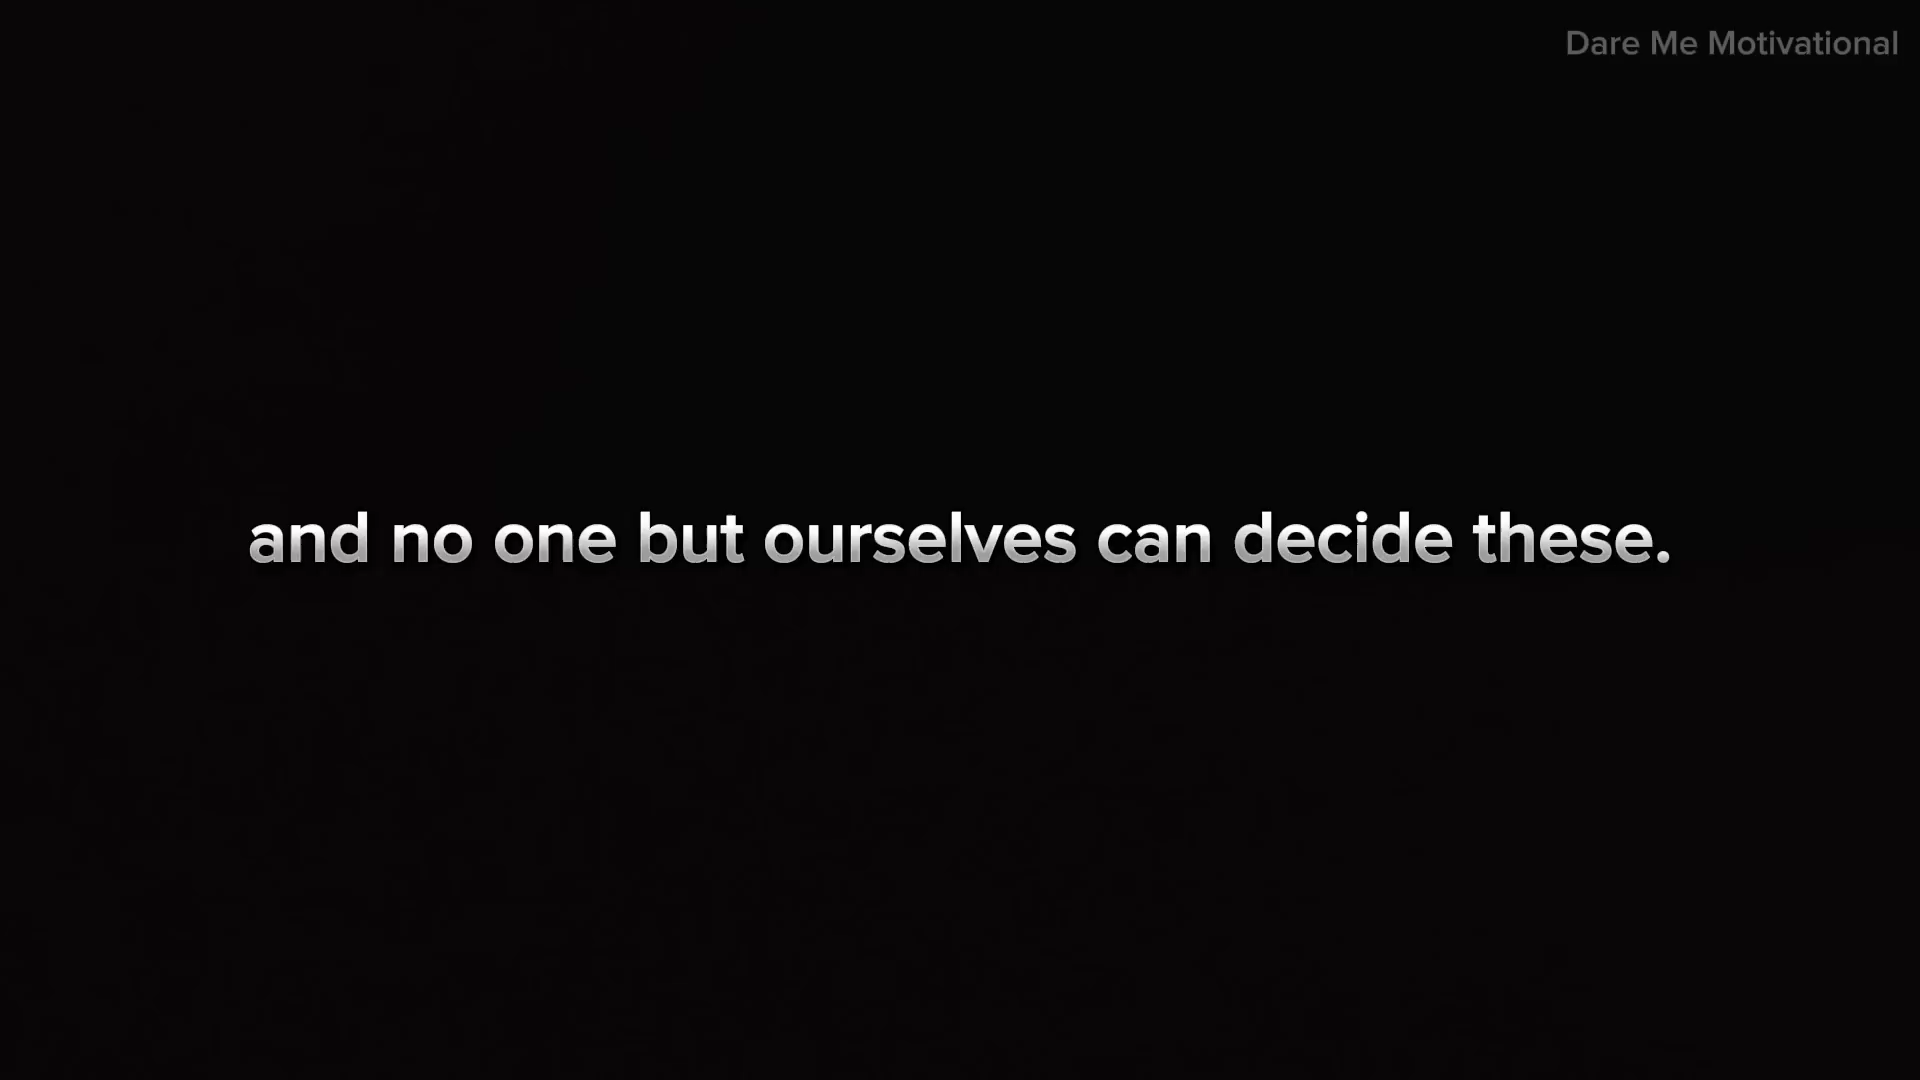 Dare Me Motivational
and no one but ourselves can decide these.